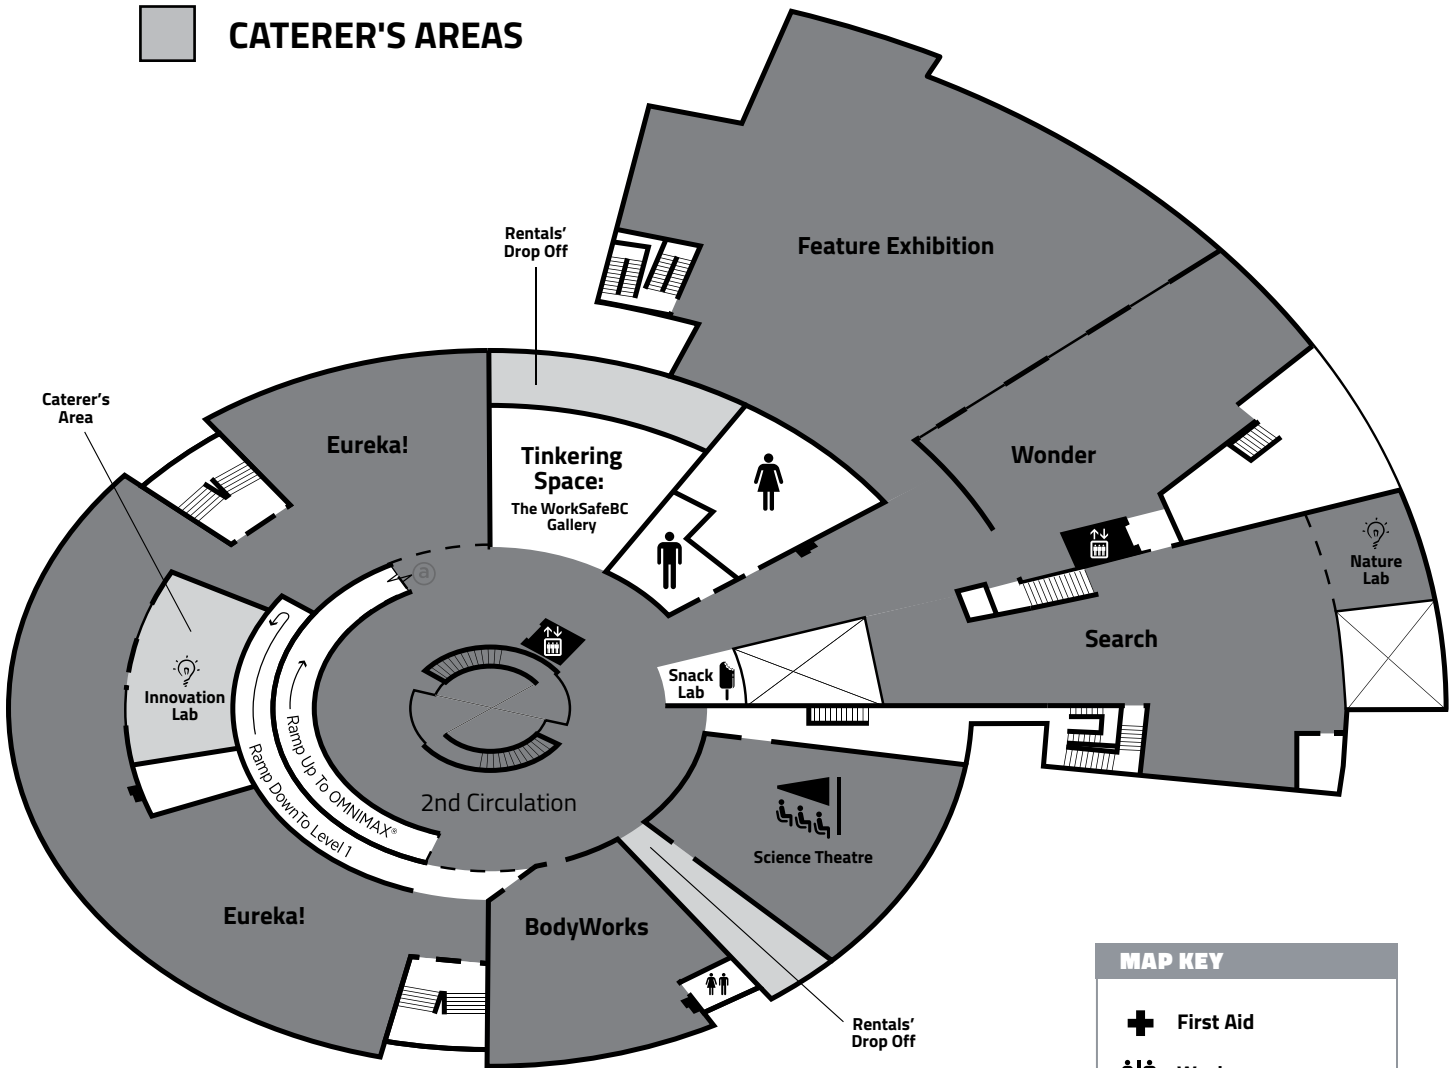 CATERER'S AREAS
Rentals'
Drop Off
Feature Exhibition
Caterer's
Area
Eureka!
Tinkering
Space:
The WorkSafeBC
Gallery
Wonder
a
Nature
Lab
Search
Snack
Lab
Innovation
Lab
Ramp Up To OMNIMAX®
Ramp DownTo Level 1
2nd Circulation
Science Theatre
Eureka!
BodyWorks
Rentals'
Drop Off
MAP KEY
First Aid